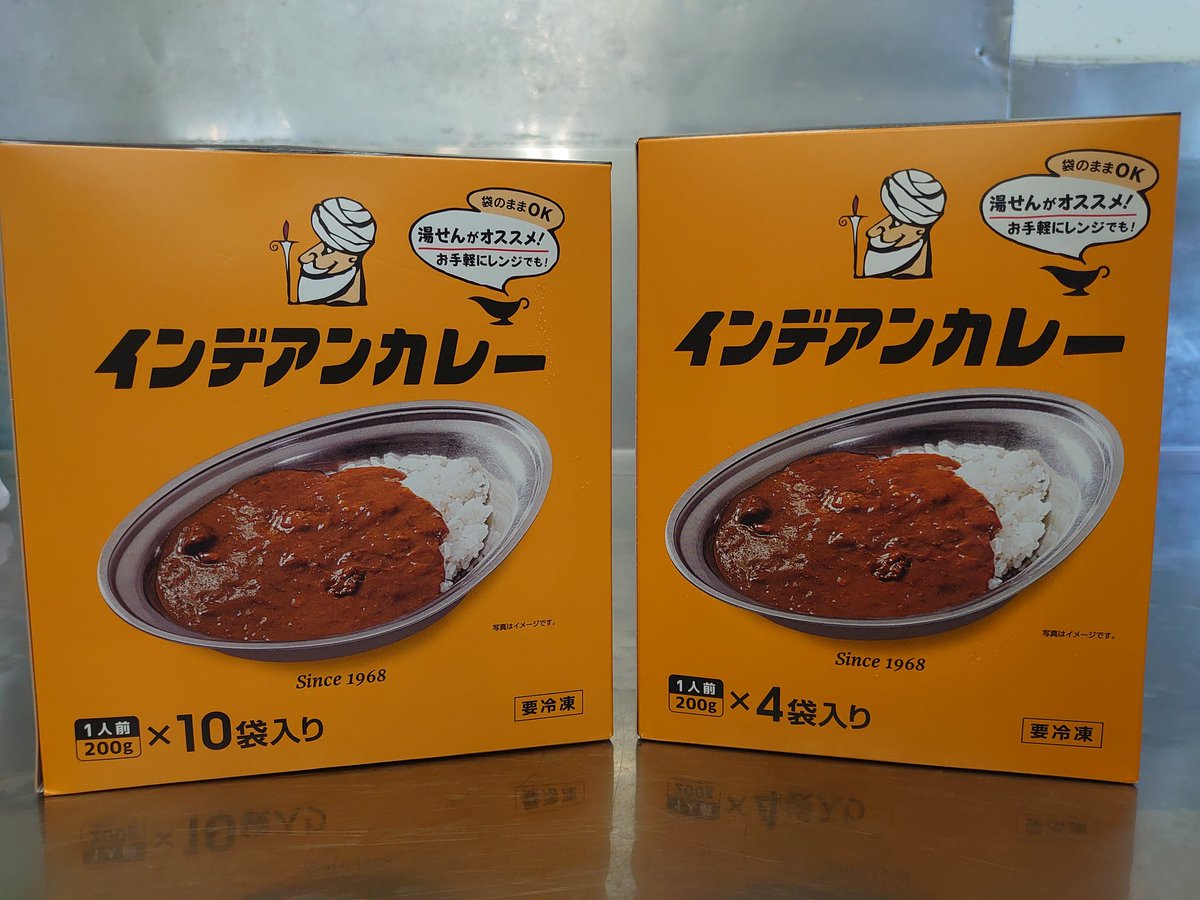 袋のままOK
湯せんがオススメ!
お手軽にレンジでも!
インデアンカレー
写真はイメージです。
Since 1968
1人前
200g
×10袋入り
要冷凍
袋のままOK
湯せんがオススメ!
お手軽にレンジでも!
インデアンカレー
写真はイメージです。
Since 1968
1人前
200g
×4袋入り
要冷凍